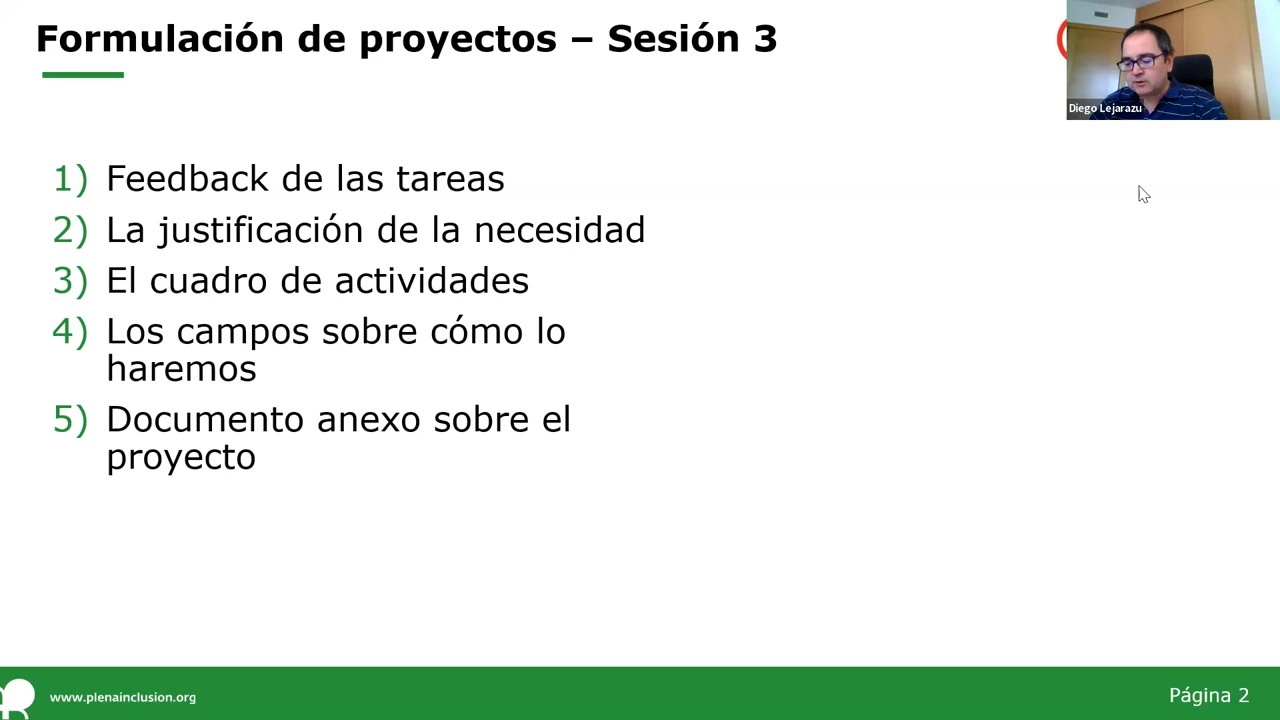 Formulación de proyectos – Sesión 3
Diego Lejarazu
1) Feedback de las tareas
2) La justificación de la necesidad
3) El cuadro de actividades
4) Los campos sobre cómo lo
haremos
5) Documento anexo sobre el
proyecto
www.plenainclusion.org
Página 2